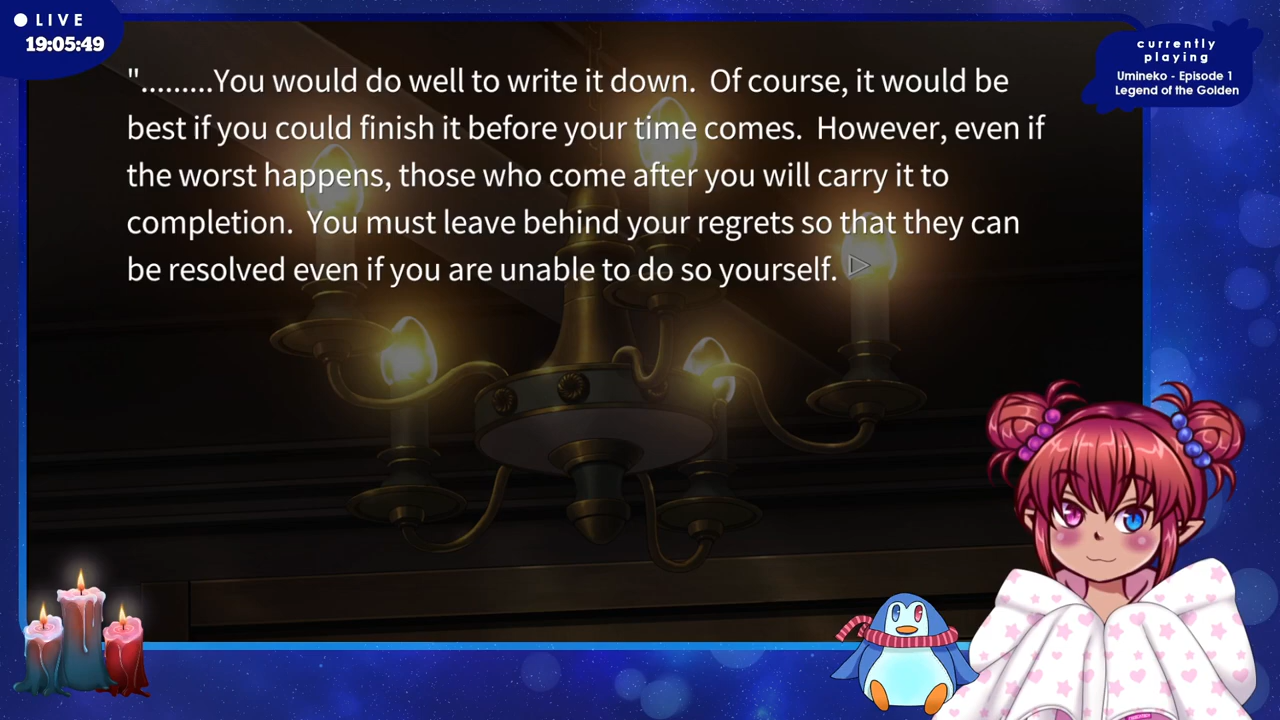 LIVE
19:05:49
currently
playing
Umineko - Episode 1
Legend of the Golden
".........You would do well to write it down.  Of course, it would be
best if you could finish it before your time comes.  However, even if
the worst happens, those who come after you will carry it to
completion.  You must leave behind your regrets so that they can
be resolved even if you are unable to do so yourself.